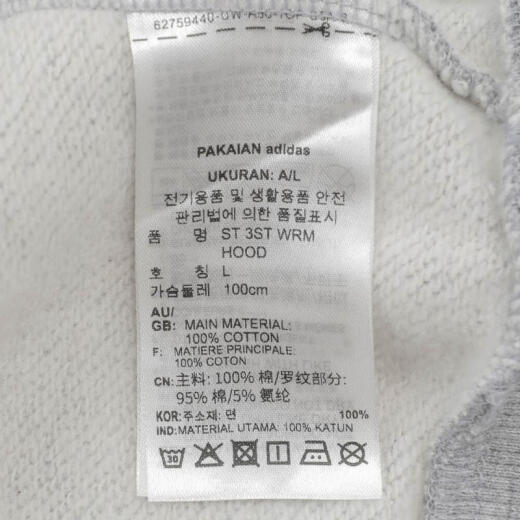 PAKAIAN adidas
UKURAN: A/L
전기용품 및 생활용품 안전
관리법에 의한 품질표시
품 명 ST 3ST WRM
HOOD
호 칭 L
가슴둘레 100cm
AU/
GB: MAIN MATERIAL:
100% COTTON
F: MATIERE PRINCIPALE:
100% COTON
CN: 主料: 100% 棉/罗纹部分:
95% 棉/5% 氨纶
KOR: 주소재: 면 100%
IND: MATERIAL UTAMA: 100% KATUN
30